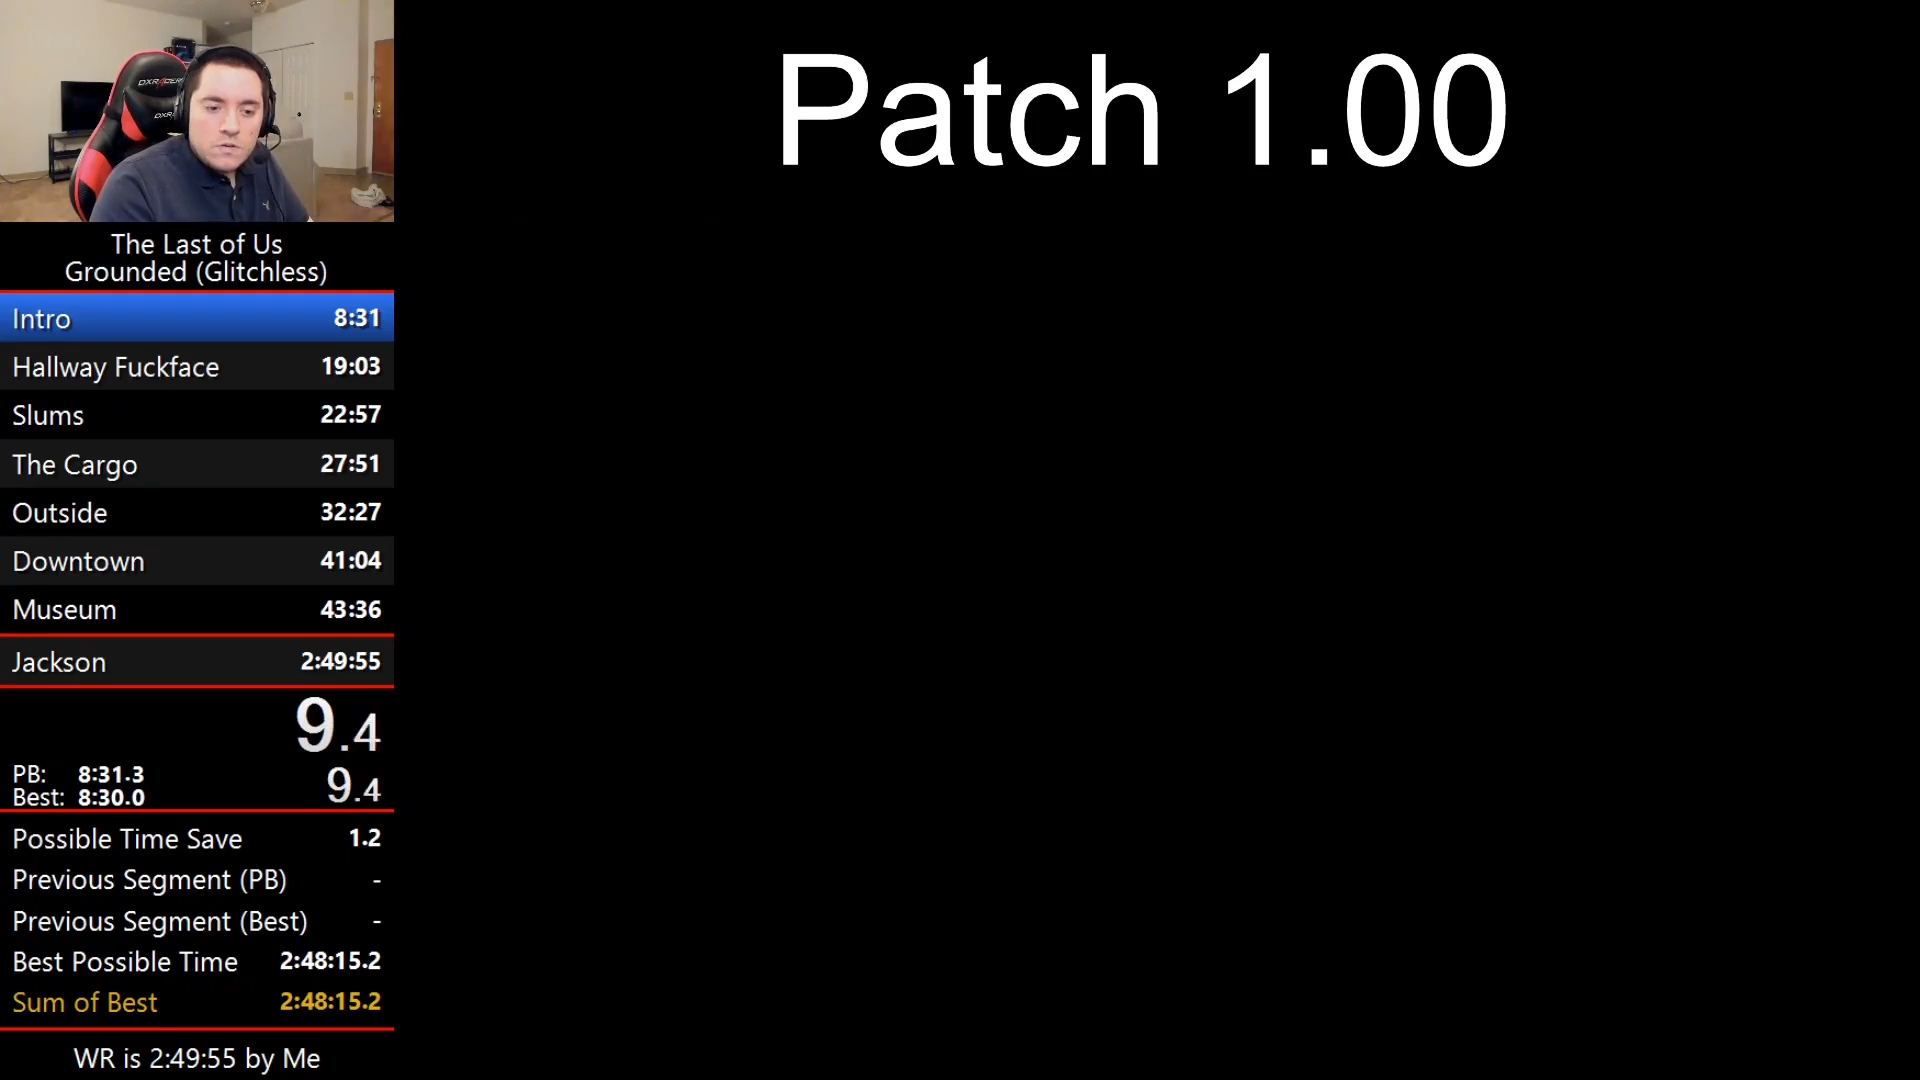 Patch 1.00
DXRACER
The Last of Us
Grounded (Glitchless)
Intro 8:31
Hallway Fuckface 19:03
Slums 22:57
The Cargo 27:51
Outside 32:27
Downtown 41:04
Museum 43:36
Jackson 2:49:55
9.4
PB: 8:31.3 9.4
Best: 8:30.0
Possible Time Save 1.2
Previous Segment (PB) -
Previous Segment (Best) -
Best Possible Time 2:48:15.2
Sum of Best 2:48:15.2
WR is 2:49:55 by Me